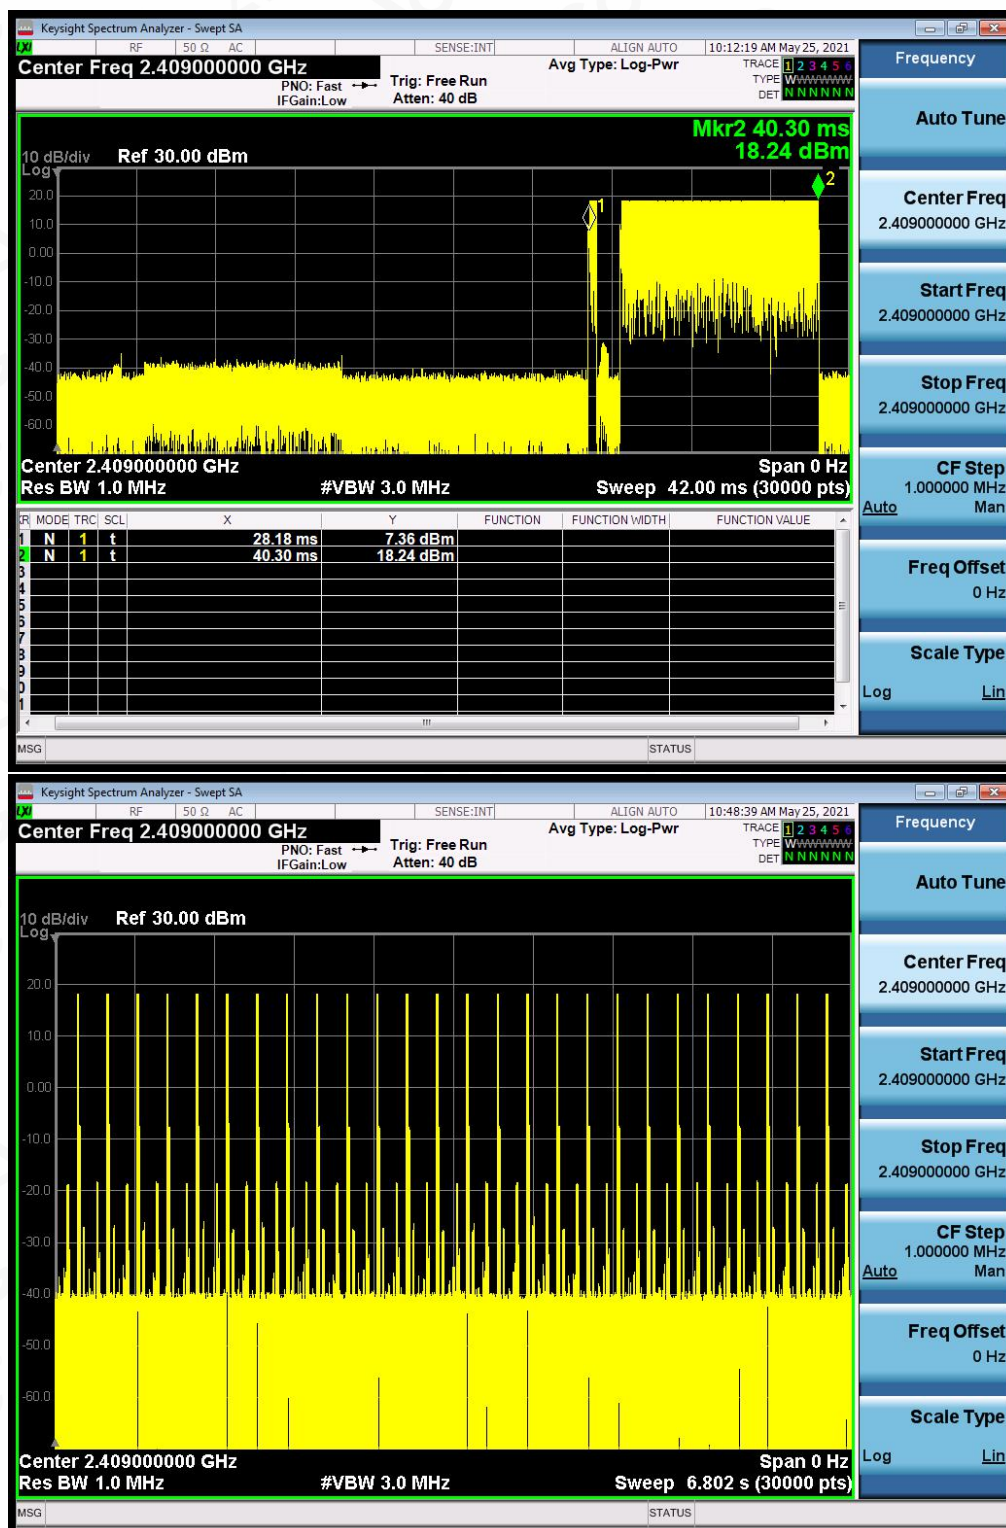 Keysight Spectrum Analyzer - Swept SA
LXI RF 50 Ω AC SENSE:INT ALIGN AUTO 10:12:19 AM May 25, 2021
Center Freq 2.409000000 GHz Avg Type: Log-Pwr TRACE 1 2 3 4 5 6
PNO: Fast Trig: Free Run TYPE WWWWWW
IFGain:Low Atten: 40 dB DET N N N N N N
Mkr2 40.30 ms
18.24 dBm
10 dB/div Ref 30.00 dBm
Log
2
20.0
1
10.0
0.00
-10.0
-20.0
-30.0
-40.0
-50.0
-60.0
Center 2.409000000 GHz Span 0 Hz
Res BW 1.0 MHz #VBW 3.0 MHz Sweep 42.00 ms (30000 pts)
MODE TRC SCL X Y FUNCTION FUNCTION WIDTH FUNCTION VALUE
1 N 1 t 28.18 ms 7.36 dBm
2 N 1 t 40.30 ms 18.24 dBm
3
4
5
6
7
8
9
0
1
MSG STATUS
Frequency
Auto Tune
Center Freq
2.409000000 GHz
Start Freq
2.409000000 GHz
Stop Freq
2.409000000 GHz
CF Step
1.000000 MHz
Auto Man
Freq Offset
0 Hz
Scale Type
Log Lin
Keysight Spectrum Analyzer - Swept SA
LXI RF 50 Ω AC SENSE:INT ALIGN AUTO 10:48:39 AM May 25, 2021
Center Freq 2.409000000 GHz Avg Type: Log-Pwr TRACE 1 2 3 4 5 6
PNO: Fast Trig: Free Run TYPE WWWWWW
IFGain:Low Atten: 40 dB DET N N N N N N
10 dB/div Ref 30.00 dBm
Log
20.0
10.0
0.00
-10.0
-20.0
-30.0
-40.0
-50.0
-60.0
Center 2.409000000 GHz Span 0 Hz
Res BW 1.0 MHz #VBW 3.0 MHz Sweep 6.802 s (30000 pts)
MSG STATUS
Frequency
Auto Tune
Center Freq
2.409000000 GHz
Start Freq
2.409000000 GHz
Stop Freq
2.409000000 GHz
CF Step
1.000000 MHz
Auto Man
Freq Offset
0 Hz
Scale Type
Log Lin